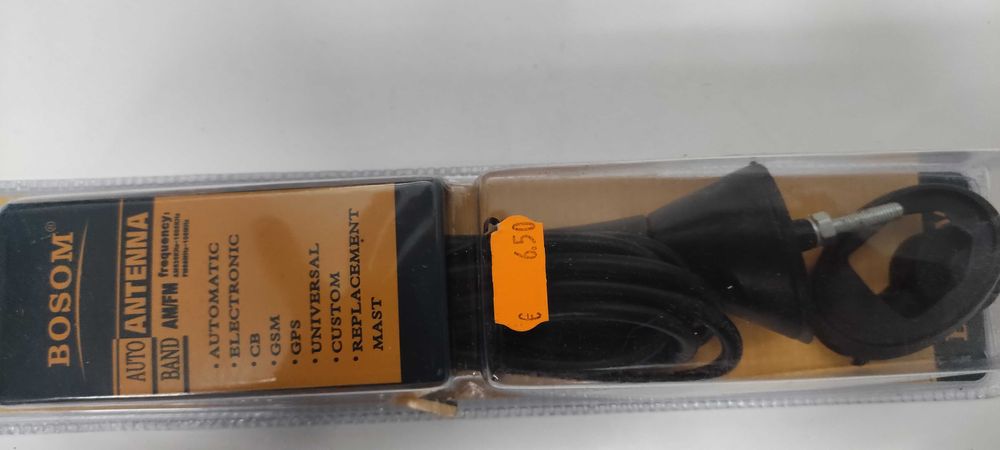 BOSOM®
AUTO ANTENNA
BAND AM/FM frequency:
• AUTOMATIC
• ELECTRONIC
• CB
• GSM
• GPS
• UNIVERSAL
• CUSTOM
• REPLACEMENT
MAST
€ 6.50